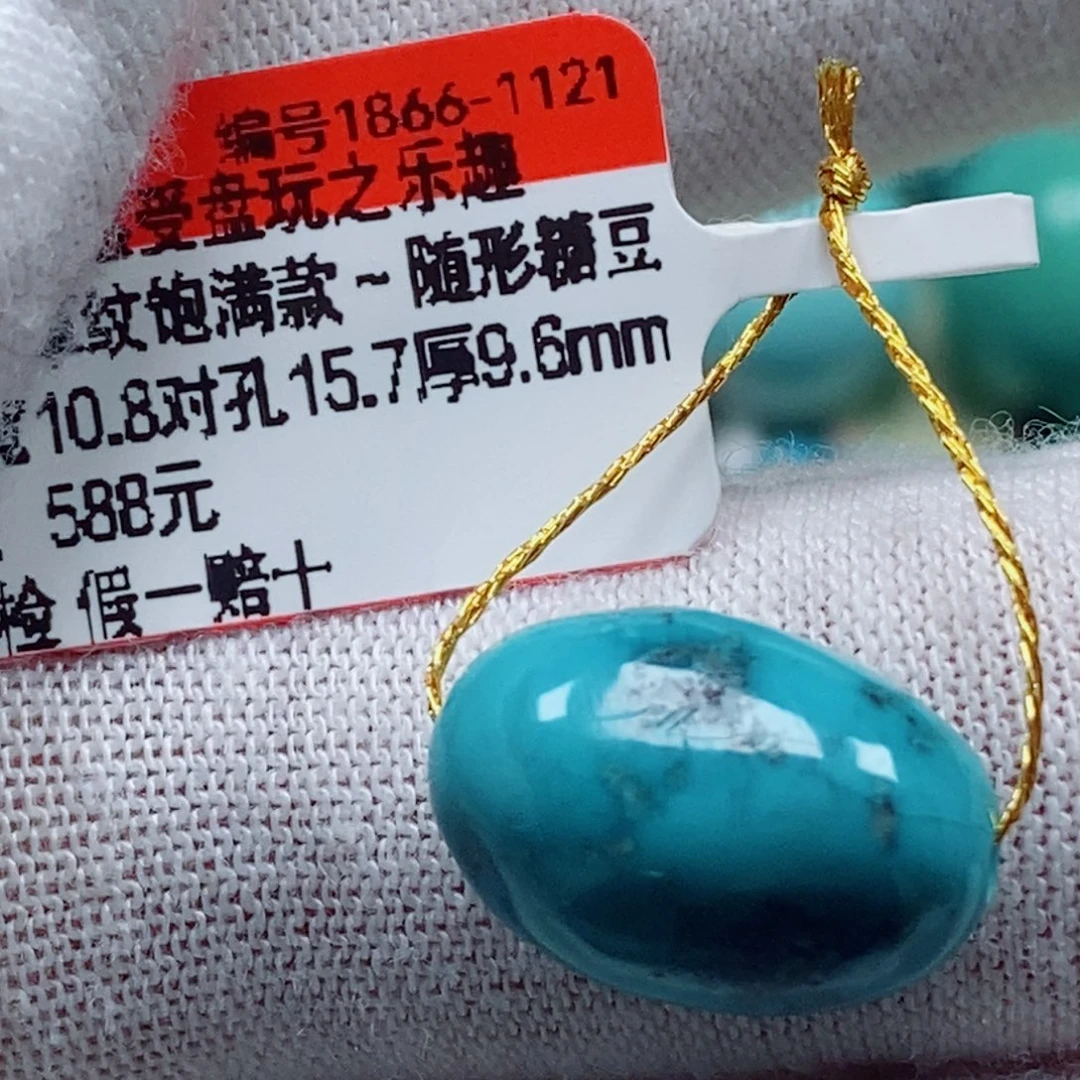 编号1866-1121
受盘玩之乐趣
纹饱满款~随形糖豆
10.8对孔15.7厚9.6mm
588元
检 假一赔十